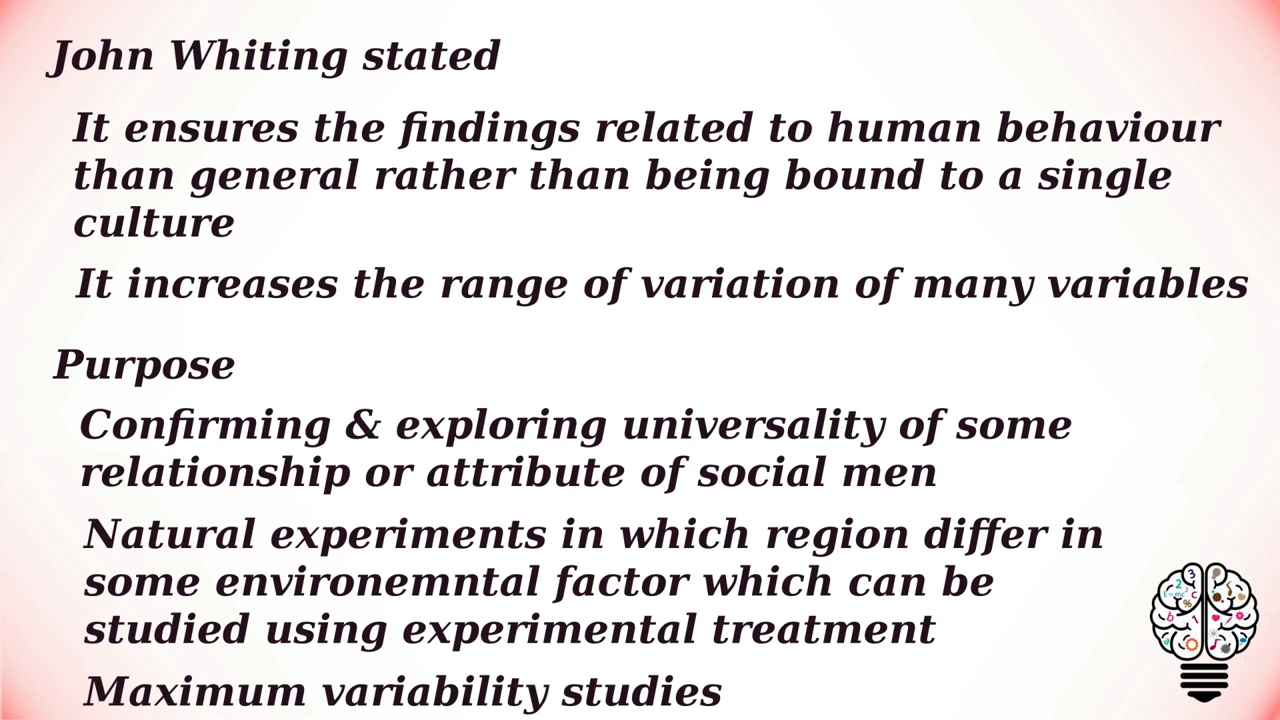 John Whiting stated
It ensures the findings related to human behaviour
than general rather than being bound to a single
culture
It increases the range of variation of many variables
Purpose
Confirming & exploring universality of some
relationship or attribute of social men
Natural experiments in which region differ in
some environemntal factor which can be
studied using experimental treatment
Maximum variability studies